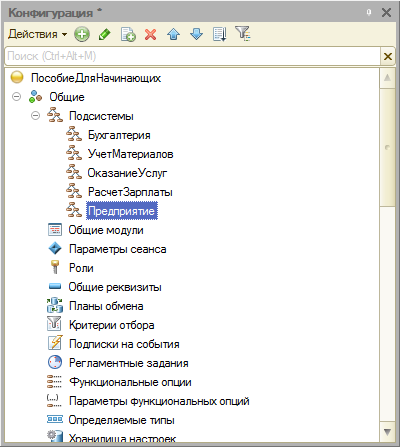 Конфигурация *
Действия
Поиск (Ctrl+Alt+M)
ПособиеДляНачинающих
Общие
Подсистемы
Бухгалтерия
УчетМатериалов
ОказаниеУслуг
РасчетЗарплаты
Предприятие
Общие модули
Параметры сеанса
Роли
Общие реквизиты
Планы обмена
Критерии отбора
Подписки на события
Регламентные задания
Функциональные опции
Параметры функциональных опций
Определяемые типы
Хранилища настроек